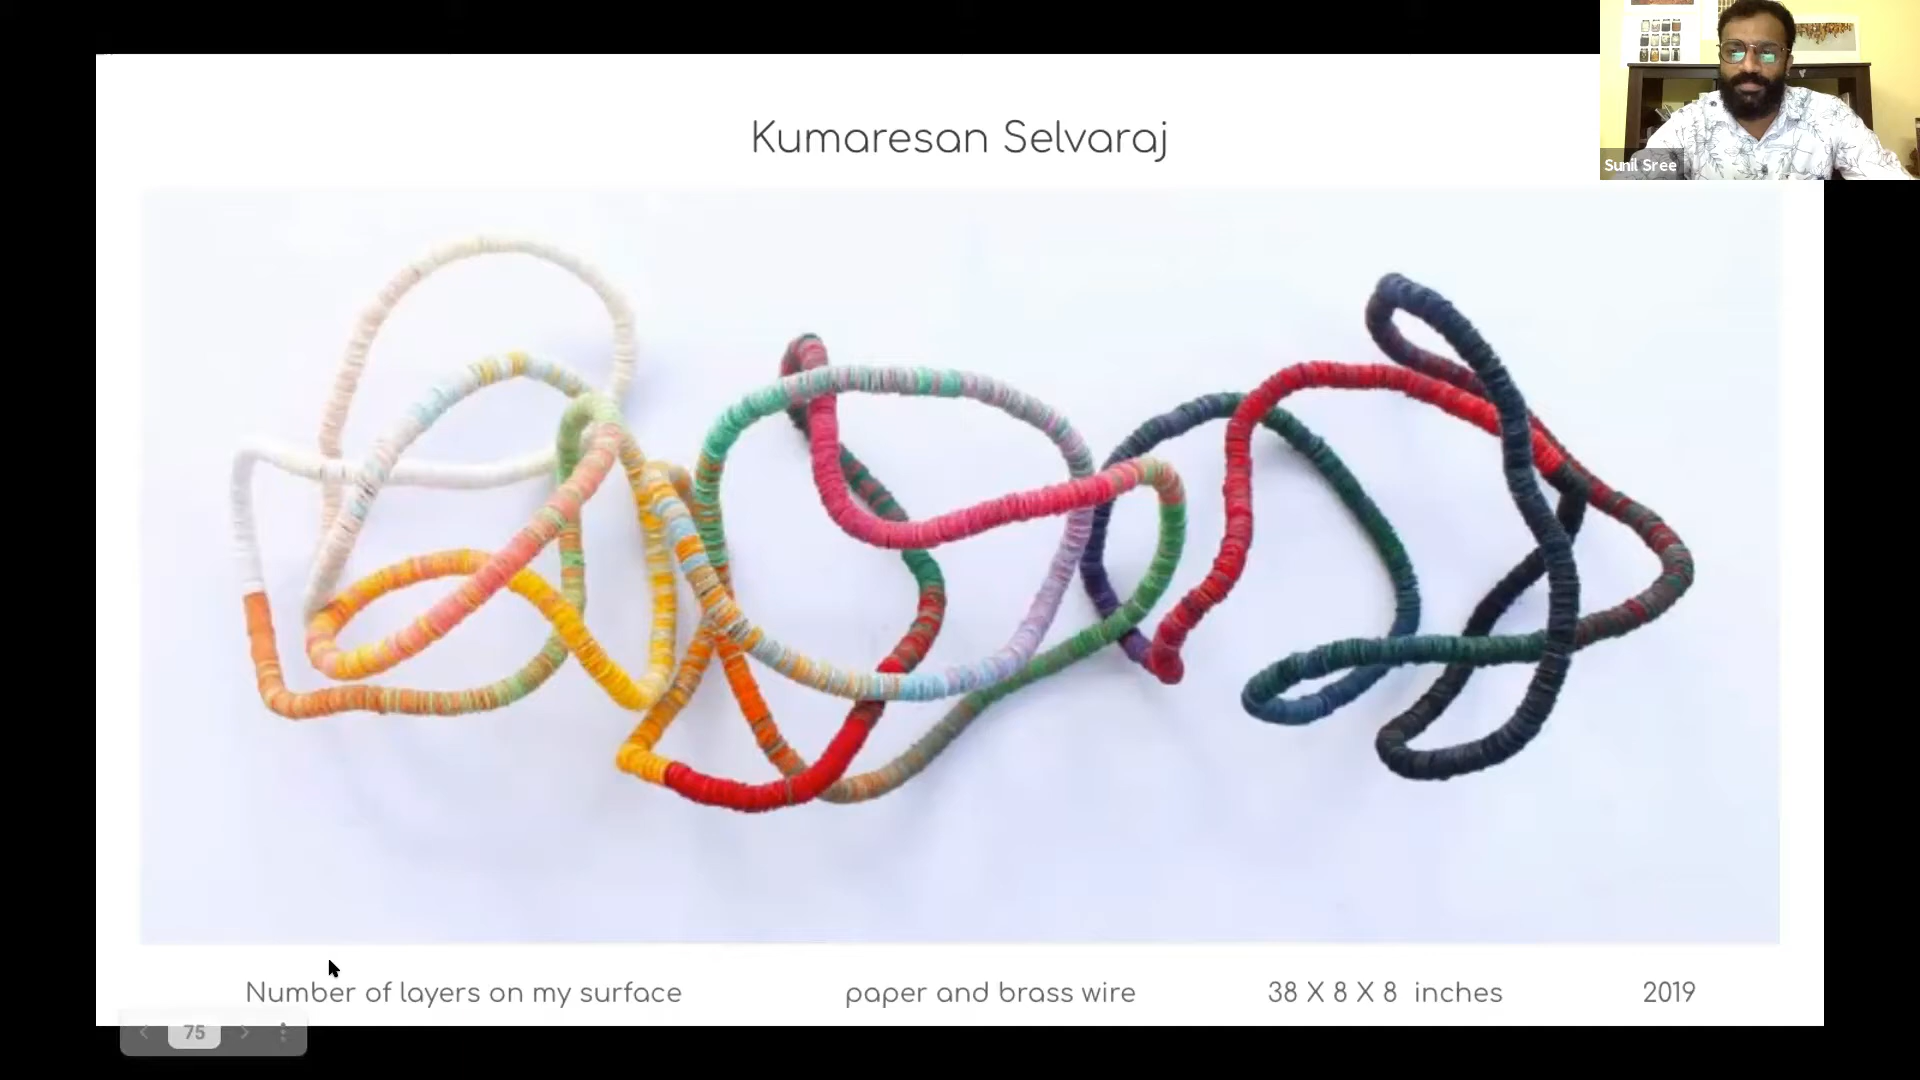 Kumaresan Selvaraj
Sunil Sree
Number of layers on my surface paper and brass wire 38 X 8 X 8 inches 2019
75